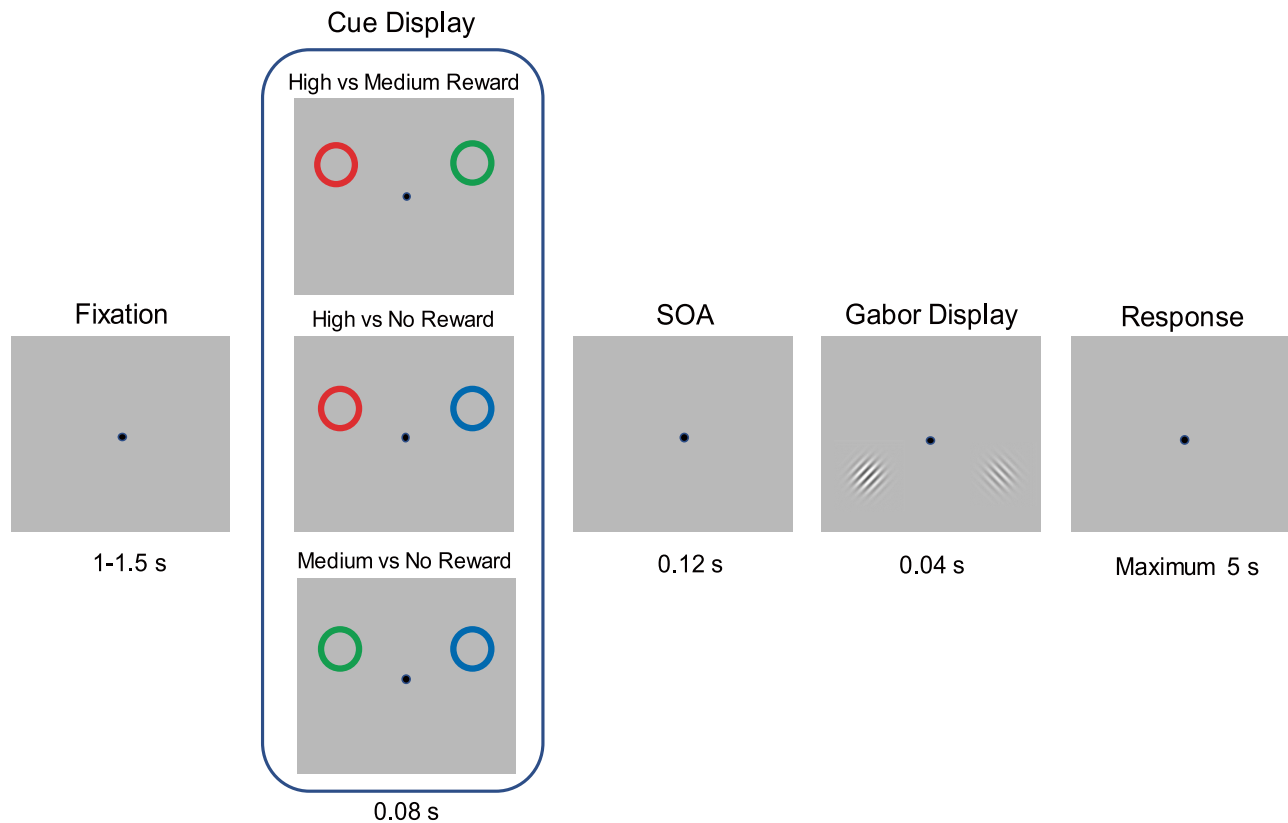 Cue Display
High vs Medium Reward
High vs No Reward
Medium vs No Reward
0.08 s
Fixation
1-1.5 s
SOA
0.12 s
Gabor Display
0.04 s
Response
Maximum 5 s